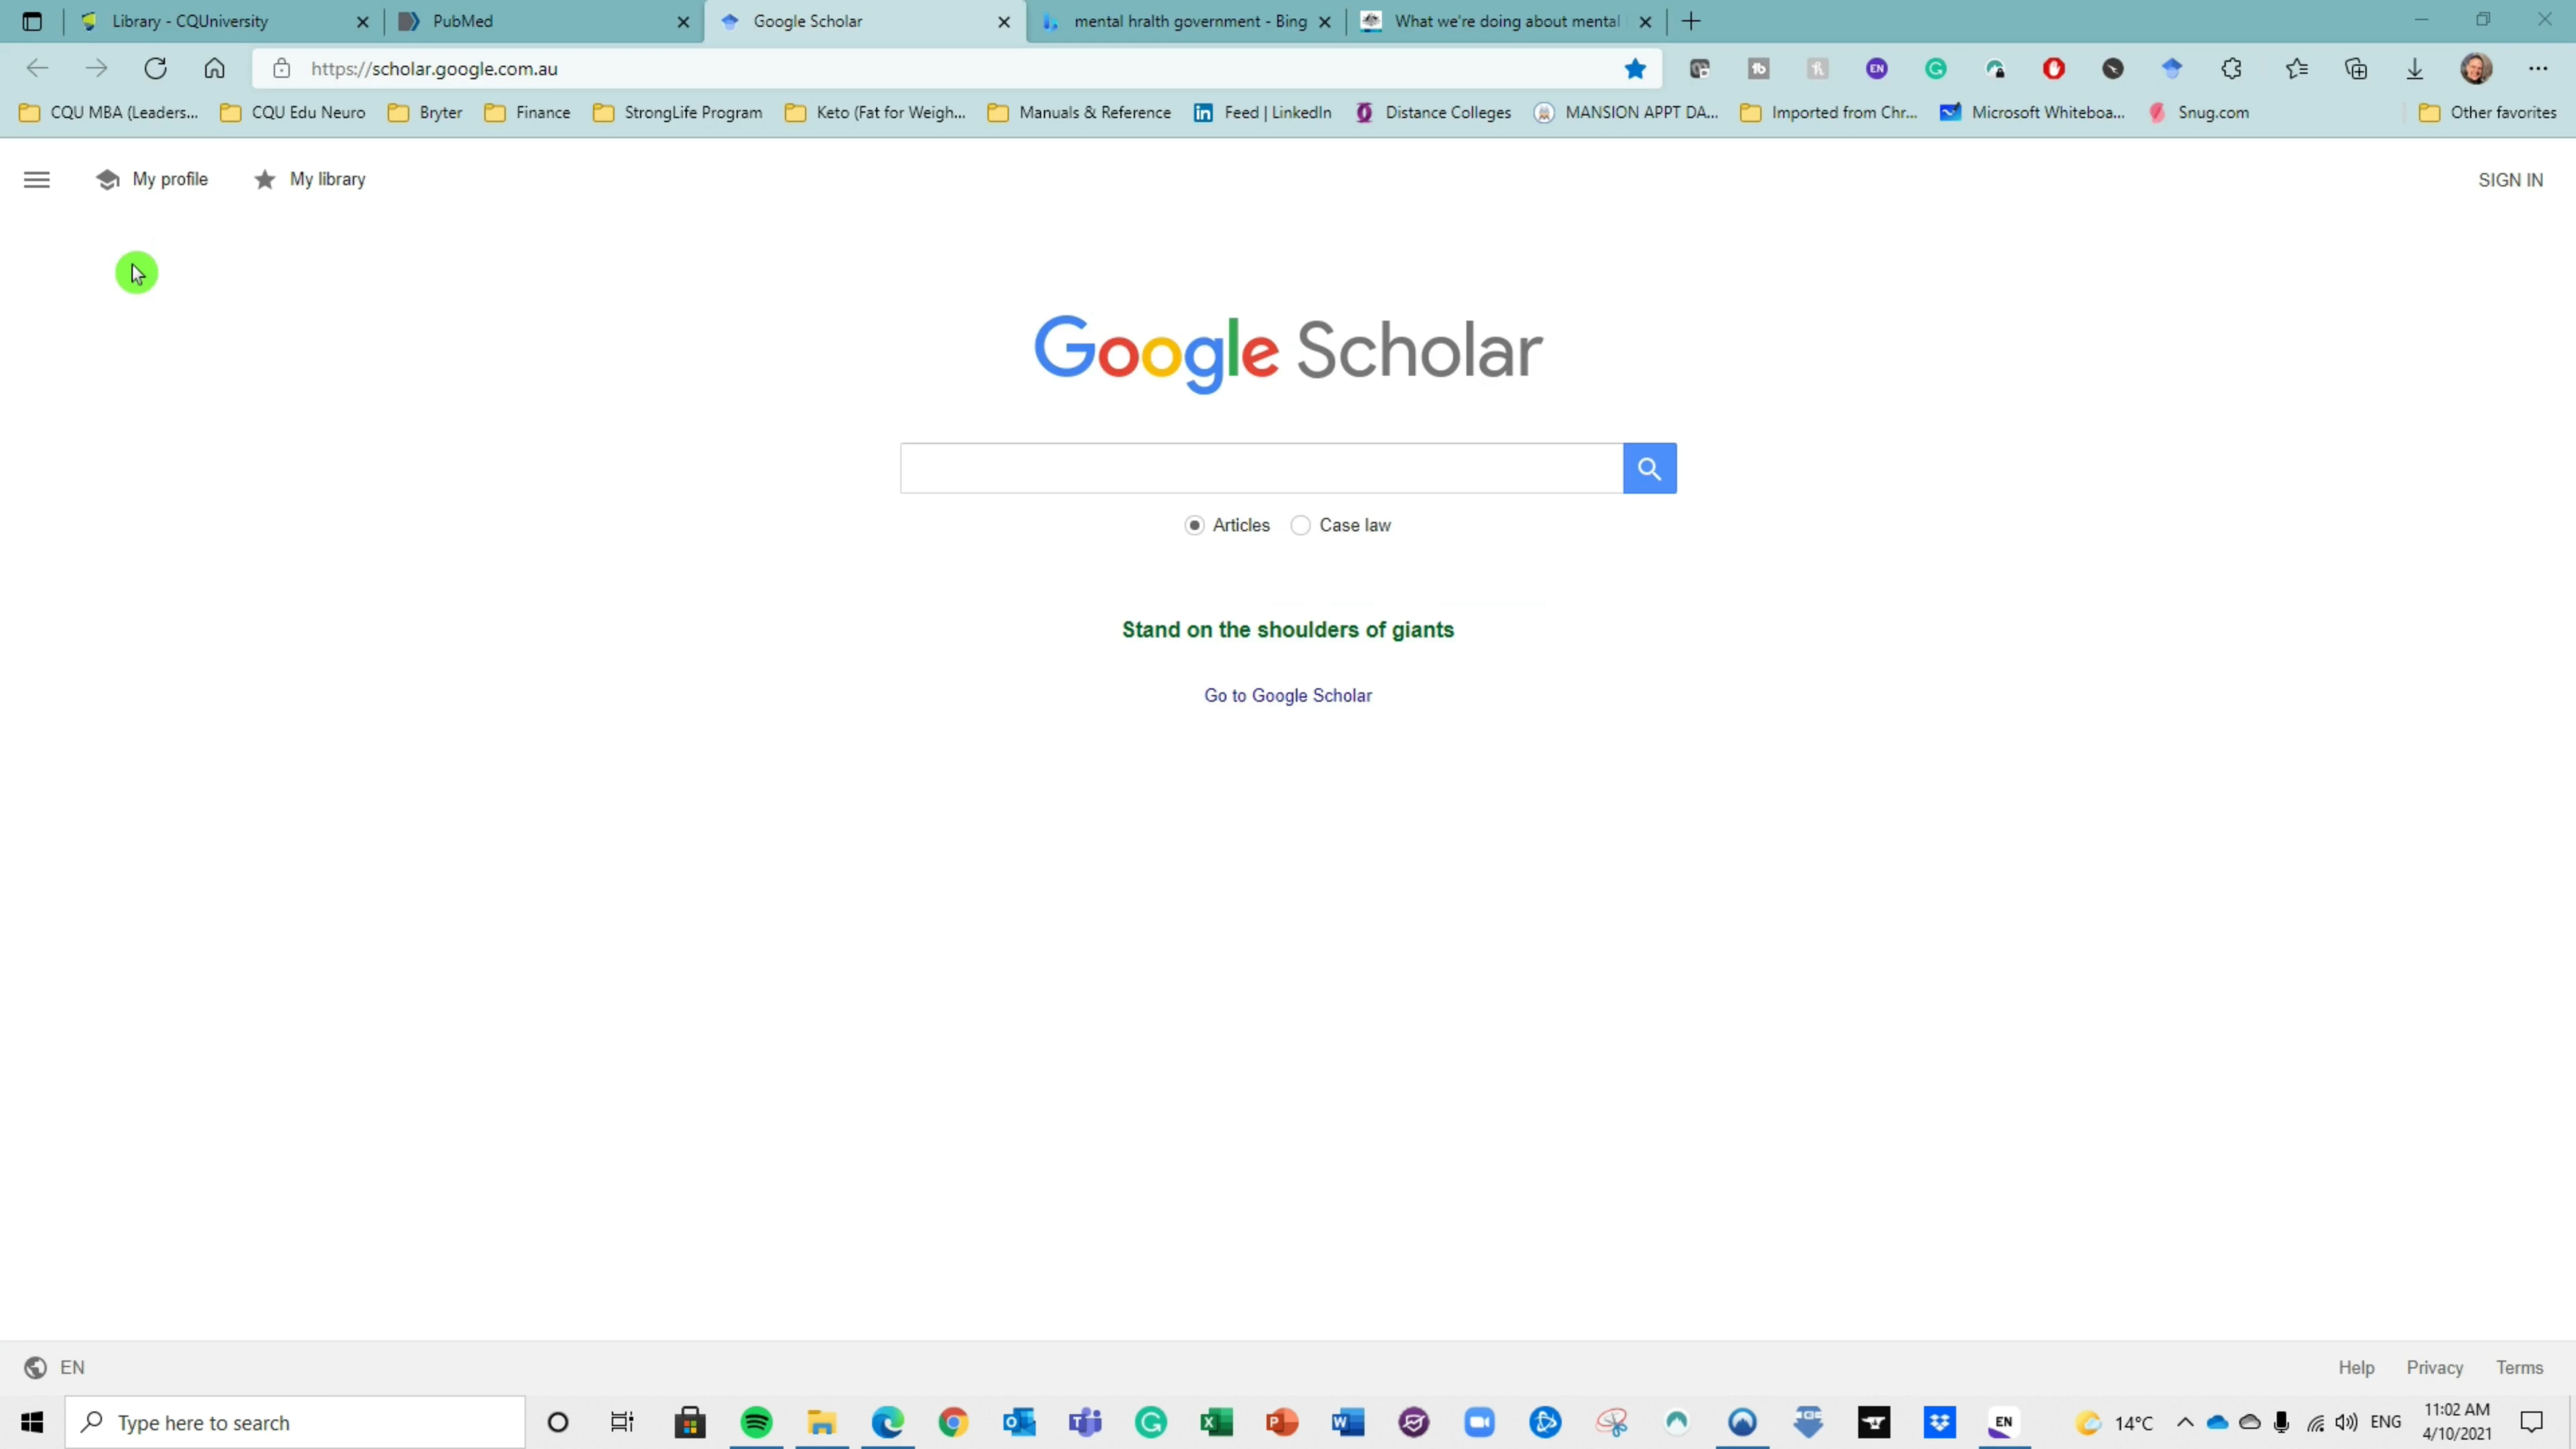 Library - CQUniversity
PubMed
Google Scholar
mental hralth government - Bing
What we're doing about mental
https://scholar.google.com.au
CQU MBA (Leaders...
CQU Edu Neuro
Bryter
Finance
StrongLife Program
Keto (Fat for Weigh...
Manuals & Reference
Feed | LinkedIn
Distance Colleges
MANSION APPT DA...
Imported from Chr...
Microsoft Whiteboa...
Snug.com
Other favorites
My profile
My library
SIGN IN
Google Scholar
Articles
Case law
Stand on the shoulders of giants
Go to Google Scholar
EN
Help
Privacy
Terms
Type here to search
14°C
ENG
11:02 AM
4/10/2021